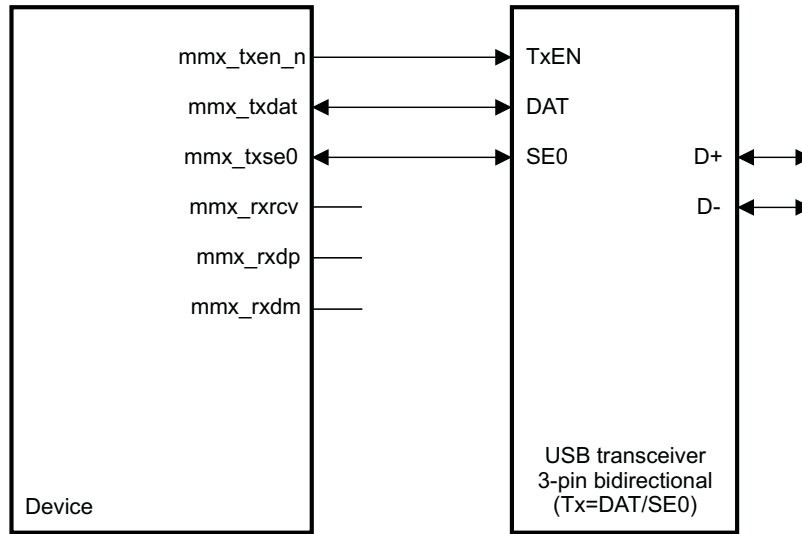 mmx_txen_n
TxEN
mmx_txdat
DAT
mmx_txse0
SE0
D+
mmx_rxrcv
D-
mmx_rxdp
mmx_rxdm
USB transceiver
3-pin bidirectional
(Tx=DAT/SE0)
Device